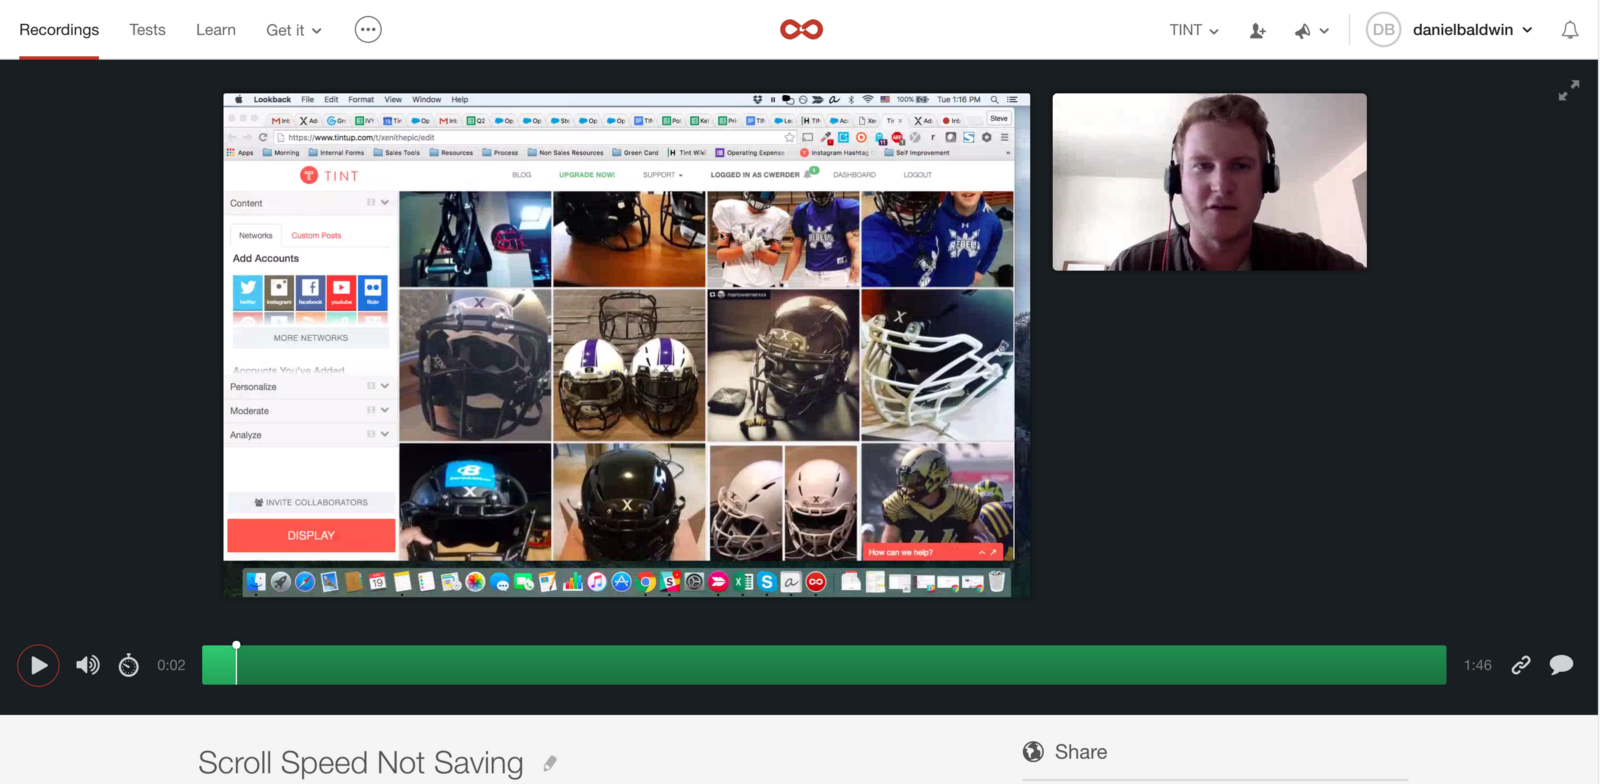 Recordings Tests Learn Get it TINT DB danielbaldwin
Lookback File Edit Format View Window Help 100% Tue 1:16 PM
Steve
https://www.tintup.com/t/xenithepic/edit
Apps Morning Internal Forms Sales Tools Resources Process Non Sales Resources Green Card Tint Wiki Operating Expense Instagram Hashtag Self Improvement
TINT BLOG UPGRADE NOW! SUPPORT LOGGED IN AS CWERDER 1 DASHBOARD LOGOUT
Content
Networks Custom Posts
Add Accounts
twitter instagram facebook youtube flickr
MORE NETWORKS
Accounts You've Added
Personalize
Moderate
Analyze
INVITE COLLABORATORS
DISPLAY
REBEL
REBEL
How can we help?
0:02 1:46
Scroll Speed Not Saving
Share